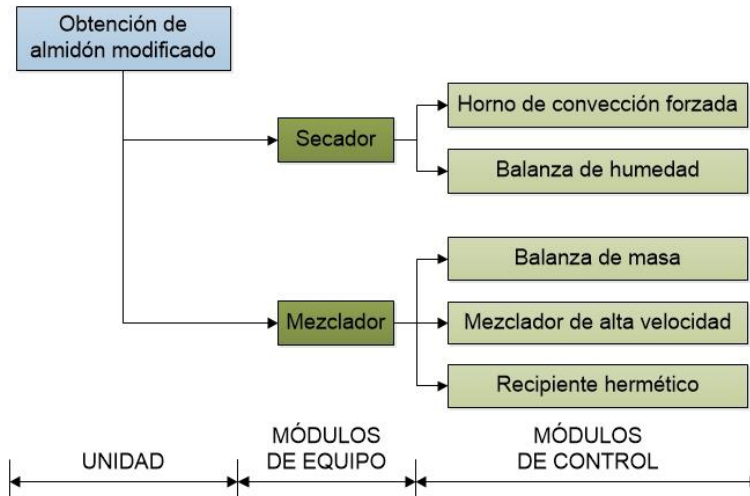 Obtención de
almidón modificado
Secador
Horno de convección forzada
Balanza de humedad
Mezclador
Balanza de masa
Mezclador de alta velocidad
Recipiente hermético
UNIDAD
MÓDULOS
DE EQUIPO
MÓDULOS
DE CONTROL